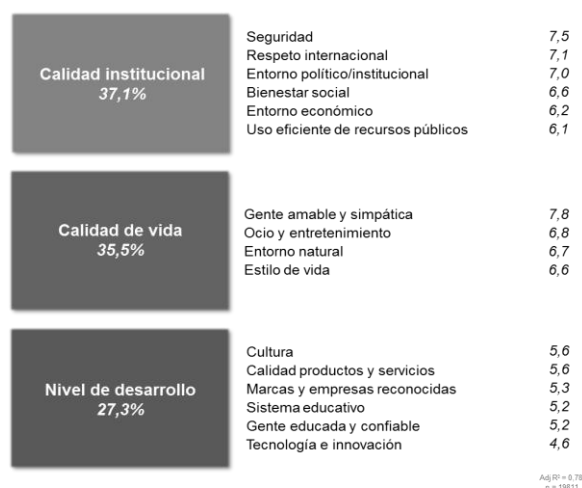 Calidad institucional
37,1%
Seguridad 7,5
Respeto internacional 7,1
Entorno político/institucional 7,0
Bienestar social 6,6
Entorno económico 6,2
Uso eficiente de recursos públicos 6,1
Calidad de vida
35,5%
Gente amable y simpática 7,8
Ocio y entretenimiento 6,8
Entorno natural 6,7
Estilo de vida 6,6
Nivel de desarrollo
27,3%
Cultura 5,6
Calidad productos y servicios 5,6
Marcas y empresas reconocidas 5,3
Sistema educativo 5,2
Gente educada y confiable 5,2
Tecnología e innovación 4,6
Adj R² = 0,78
n = 19811